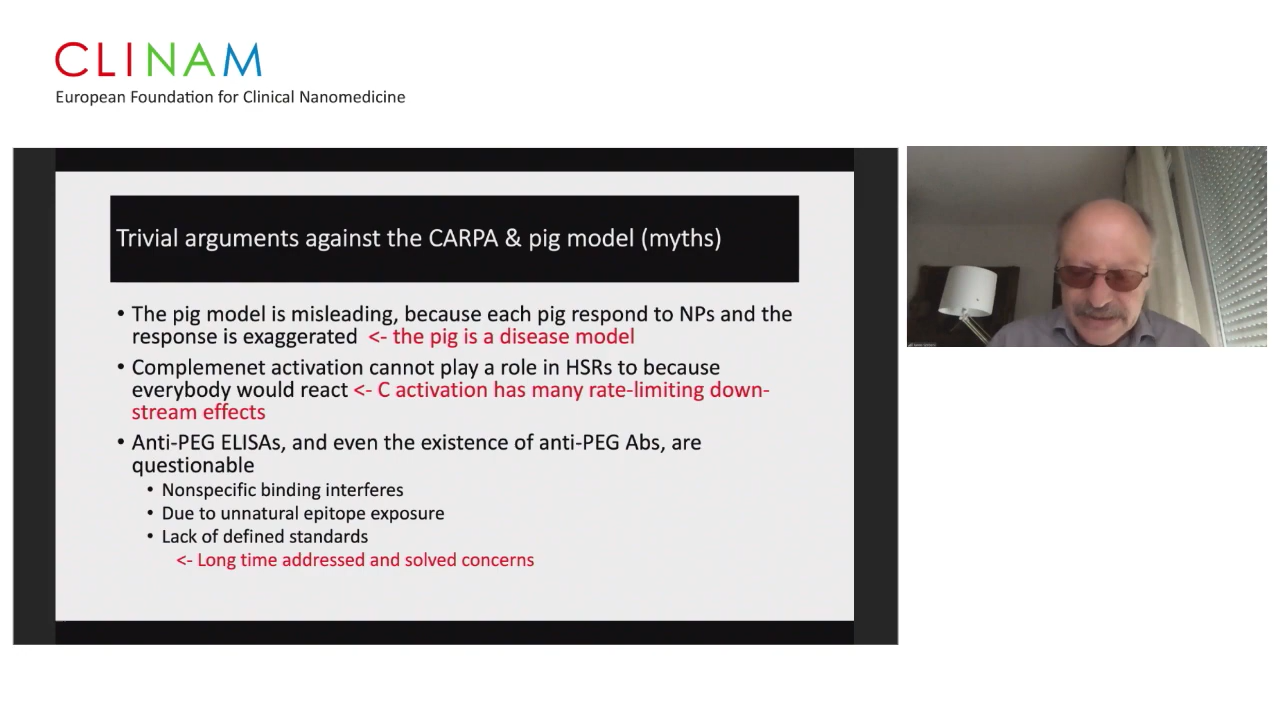 CLINAM
European Foundation for Clinical Nanomedicine
Trivial arguments against the CARPA & pig model (myths)
• The pig model is misleading, because each pig respond to NPs and the
response is exaggerated <- the pig is a disease model
• Complemenet activation cannot play a role in HSRs to because
everybody would react <- C activation has many rate-limiting down-
stream effects
• Anti-PEG ELISAs, and even the existence of anti-PEG Abs, are
questionable
• Nonspecific binding interferes
• Due to unnatural epitope exposure
• Lack of defined standards
<- Long time addressed and solved concerns